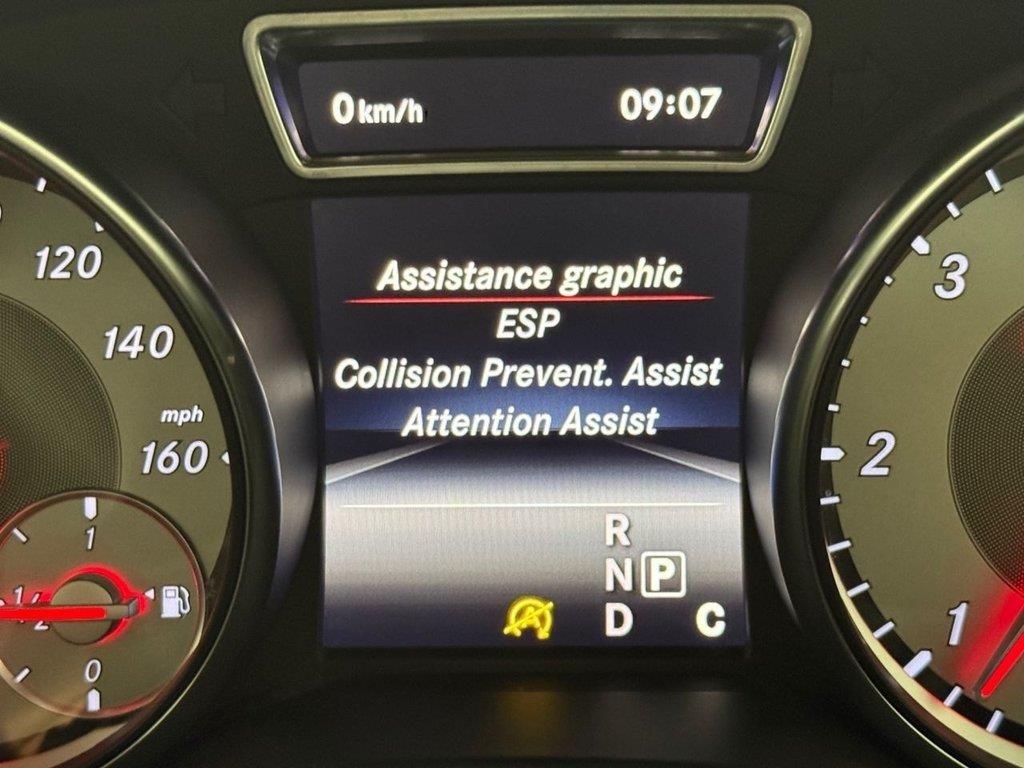 0 km/h 09:07
Assistance graphic
ESP
Collision Prevent. Assist
Attention Assist
R
N P
D C
120
140
mph
160
1
1/2
0
3
2
1